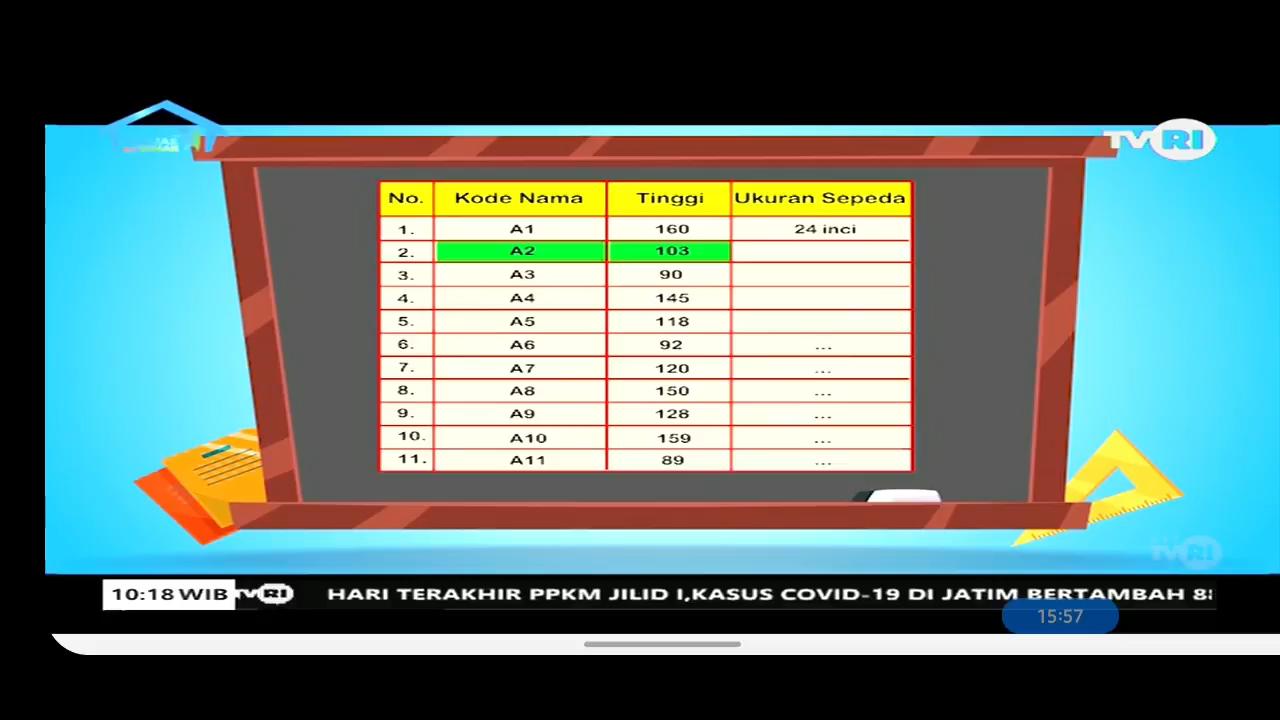 TVRI
No. Kode Nama Tinggi Ukuran Sepeda
1. A1 160 24 inci
2. A2 103
3. A3 90
4. A4 145
5. A5 118
6. A6 92 ...
7. A7 120 ...
8. A8 150 ...
9. A9 128 ...
10. A10 159 ...
11. A11 89 ...
TVRI
10:18 WIB TVRI HARI TERAKHIR PPKM JILID I,KASUS COVID-19 DI JATIM BERTAMBAH
15:57